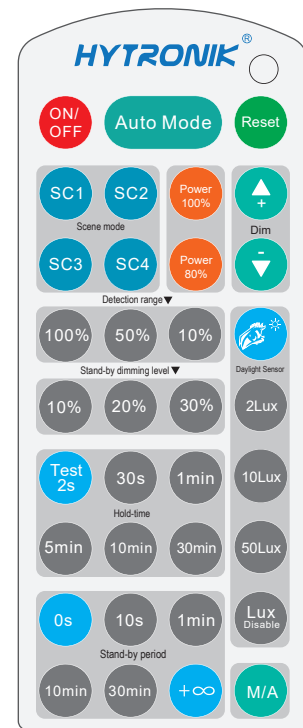 HYTRONIK®
ON/
OFF
Auto Mode
Reset
SC1
SC2
Power
100%
+
Scene mode
Dim
SC3
SC4
Power
80%
-
Detection range▼
100%
50%
10%
Stand-by dimming level ▼
Daylight Sensor
10%
20%
30%
2Lux
Test
2s
30s
1min
10Lux
Hold-time
5min
10min
30min
50Lux
0s
10s
1min
Lux
Disable
Stand-by period
10min
30min
+∞
M/A